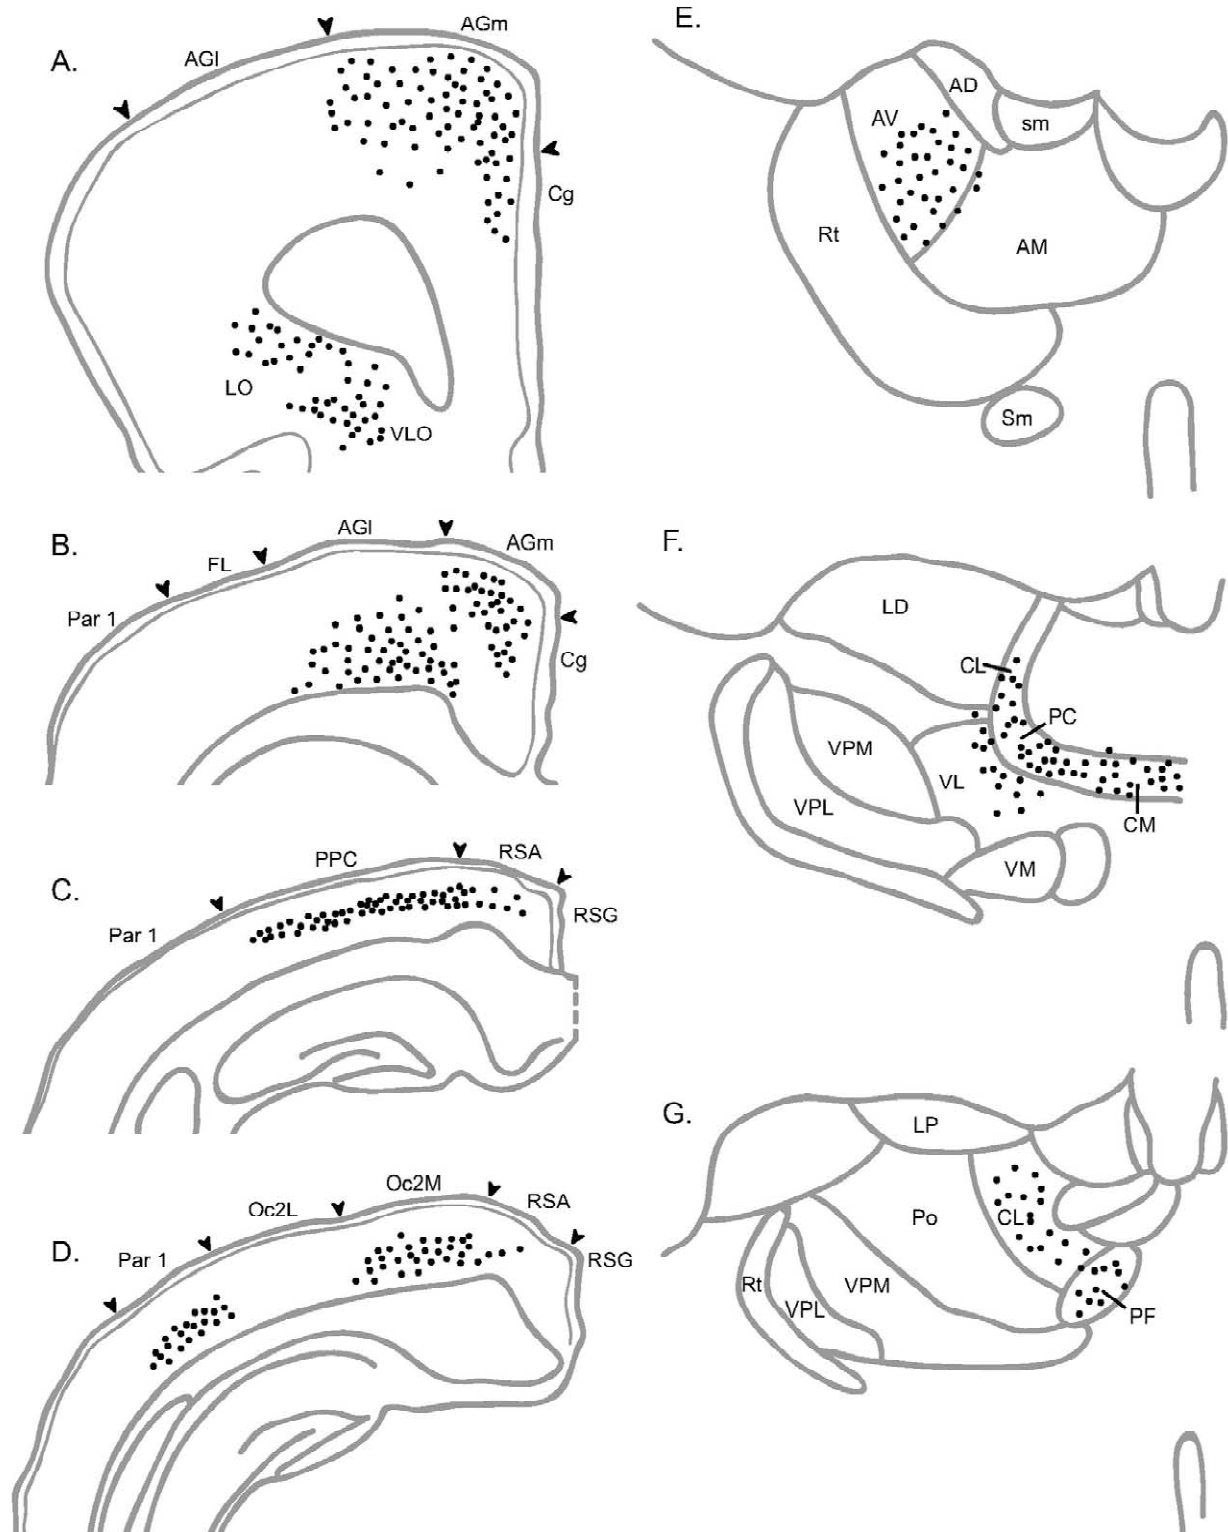 A.
AGl
AGm
Cg
LO
VLO
B.
Par 1
FL
AGl
AGm
Cg
C.
Par 1
PPC
RSA
RSG
D.
Par 1
Oc2L
Oc2M
RSA
RSG
E.
AV
AD
sm
Rt
AM
Sm
F.
LD
CL
PC
VPM
VL
VPL
CM
VM
G.
LP
CL
Po
Rt
VPL
VPM
PF